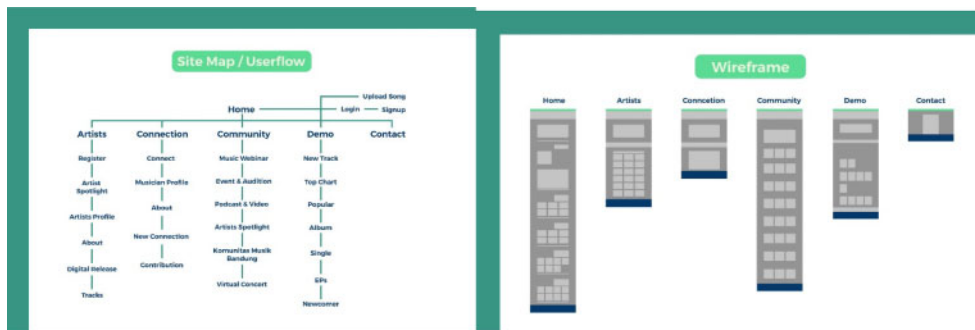 Site Map / Userflow
Upload Song
Home
Login
Signup
Artists
Connection
Community
Demo
Contact
Register
Artist
Spotlight
Artists Profile
About
Digital Release
Tracks
Connect
Musician Profile
About
New Connection
Contribution
Music Webinar
Event & Audition
Podcast & Video
Artists Spotlight
Komunitas Musik
Bandung
Virtual Concert
New Track
Top Chart
Popular
Album
Single
EPs
Newcomer
Wireframe
Home
Artists
Conncetion
Community
Demo
Contact